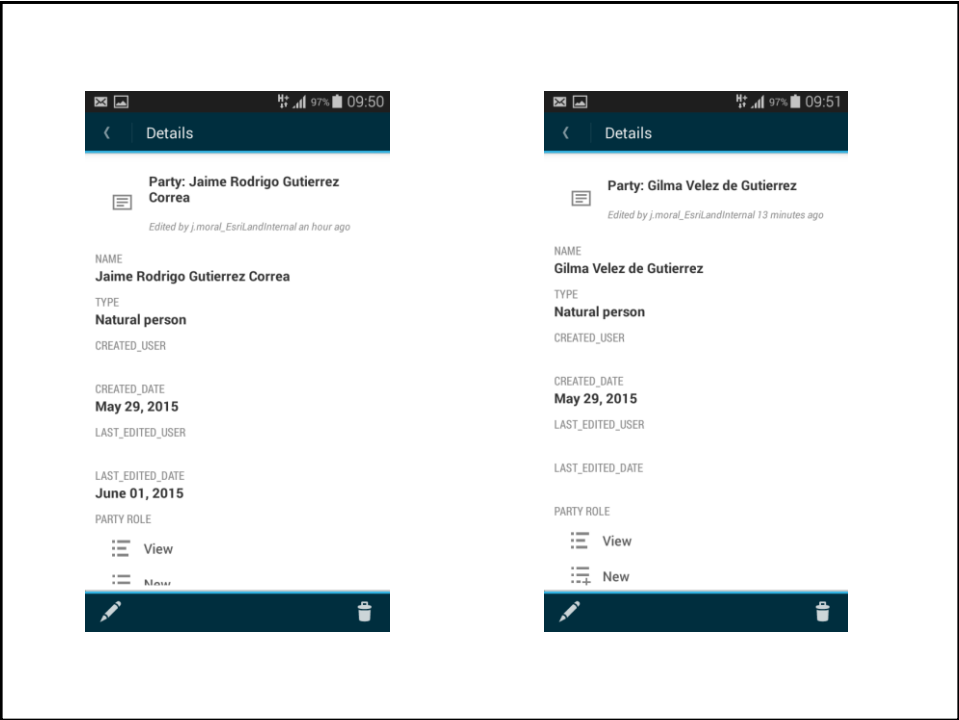 97% 09:50
Details
Party: Jaime Rodrigo Gutierrez
Correa
Edited by j.moral_EsriLandInternal an hour ago
NAME
Jaime Rodrigo Gutierrez Correa
TYPE
Natural person
CREATED_USER
CREATED_DATE
May 29, 2015
LAST_EDITED_USER
LAST_EDITED_DATE
June 01, 2015
PARTY ROLE
View
New
H+ 97% 09:51
Details
Party: Gilma Velez de Gutierrez
Edited by j.moral_EsriLandInternal 13 minutes ago
NAME
Gilma Velez de Gutierrez
TYPE
Natural person
CREATED_USER
CREATED_DATE
May 29, 2015
LAST_EDITED_USER
LAST_EDITED_DATE
PARTY ROLE
View
New